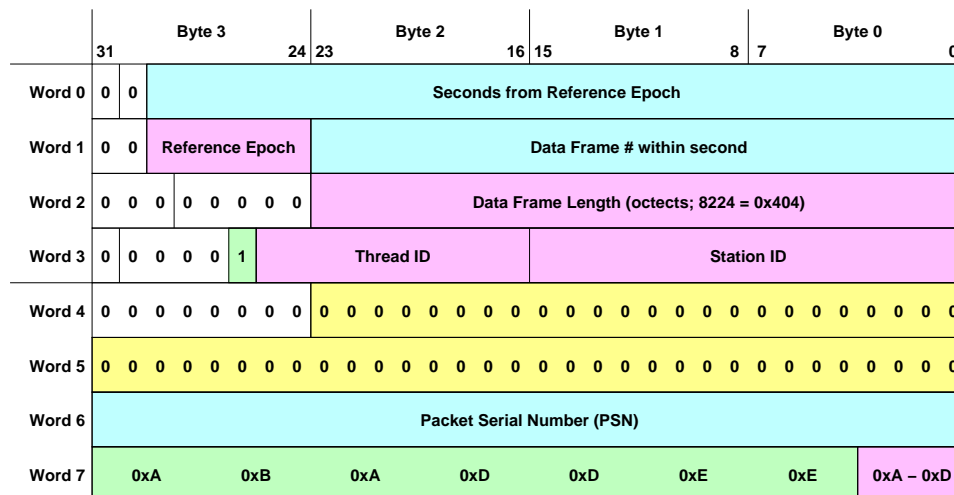 Byte 3 Byte 2 Byte 1 Byte 0
31 24 23 16 15 8 7 0
Word 0 0 0 Seconds from Reference Epoch
Word 1 0 0 Reference Epoch Data Frame # within second
Word 2 0 0 0 0 0 0 0 0 Data Frame Length (octects; 8224 = 0x404)
Word 3 0 0 0 0 0 1 Thread ID Station ID
Word 4 0 0 0 0 0 0 0 0 0 0 0 0 0 0 0 0 0 0 0 0 0 0 0 0 0 0 0 0 0 0 0 0
Word 5 0 0 0 0 0 0 0 0 0 0 0 0 0 0 0 0 0 0 0 0 0 0 0 0 0 0 0 0 0 0 0 0
Word 6 Packet Serial Number (PSN)
Word 7 0xA 0xB 0xA 0xD 0xD 0xE 0xE 0xA – 0xD